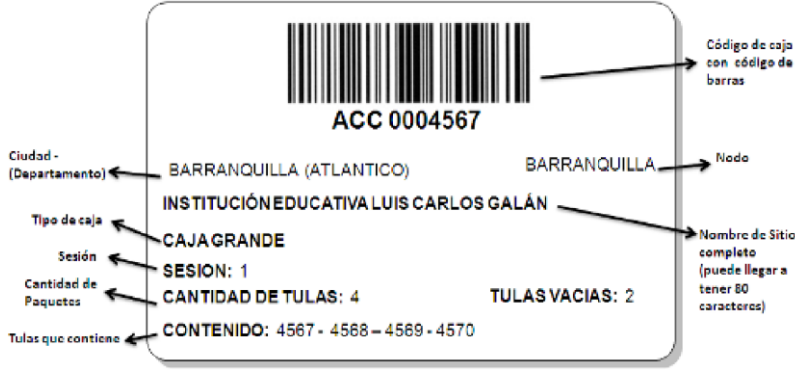 Código de caja
con código de
barras
ACC 0004567
Ciudad -
(Departamento)
BARRANQUILLA (ATLANTICO)
BARRANQUILLA
Nodo
INSTITUCIÓN EDUCATIVA LUIS CARLOS GALÁN
Tipo de caja
CAJA GRANDE
Nombre de Sitio
completo
(puede llegar a
tener 80
caracteres)
Sesión
SESION: 1
Cantidad de
Paquetes
CANTIDAD DE TULAS: 4
TULAS VACIAS: 2
Tulas que contiene
CONTENIDO: 4567 - 4568 – 4569 - 4570